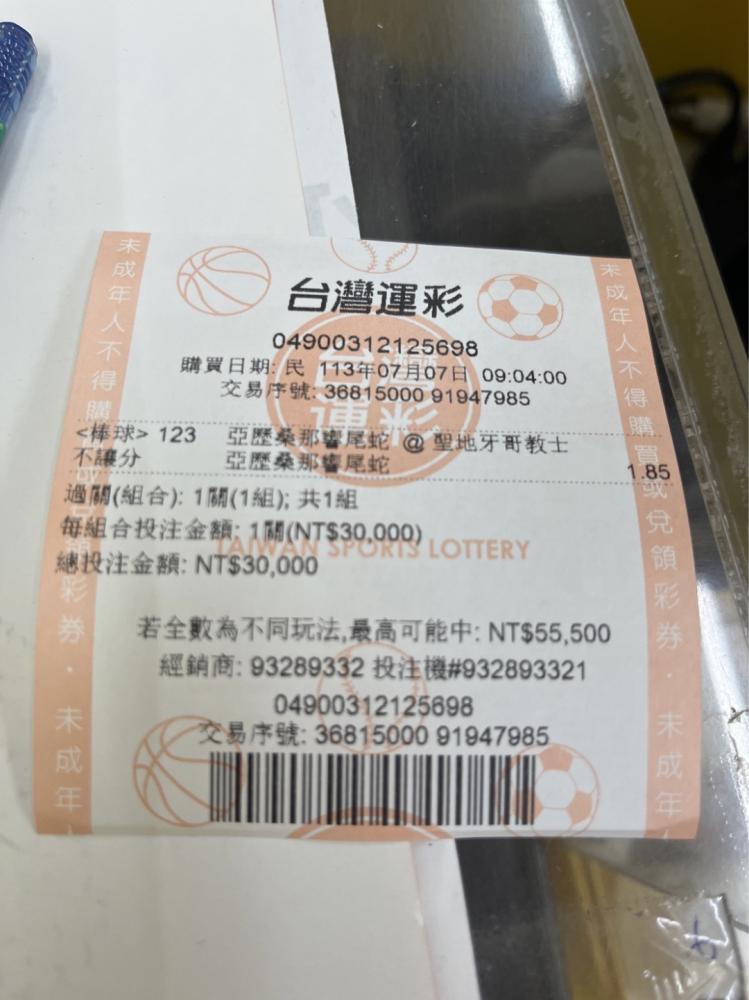 台灣運彩
04900312125698
購買日期: 民 113年07月07日 09:04:00
交易序號: 36815000 91947985
<棒球> 123 亞歷桑那響尾蛇 @ 聖地牙哥教士
不讓分 亞歷桑那響尾蛇 1.85
過關(組合): 1關(1組); 共1組
每組合投注金額: 1關(NT$30,000)
TAIWAN SPORTS LOTTERY
總投注金額: NT$30,000
若全數為不同玩法,最高可能中: NT$55,500
經銷商: 93289332 投注機#932893321
04900312125698
交易序號: 36815000 91947985
未成年人不得購
彩券．未成年人
未成年人不得購買或兌領彩券．未成年人